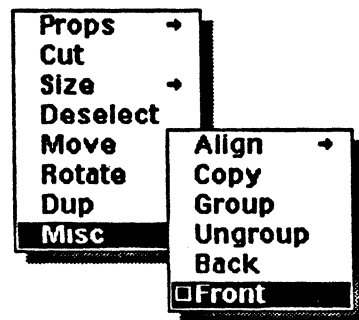 Props →
Cut
Size →
Deselect
Move
Rotate
Dup
Misc
Align →
Copy
Group
Ungroup
Back
Front